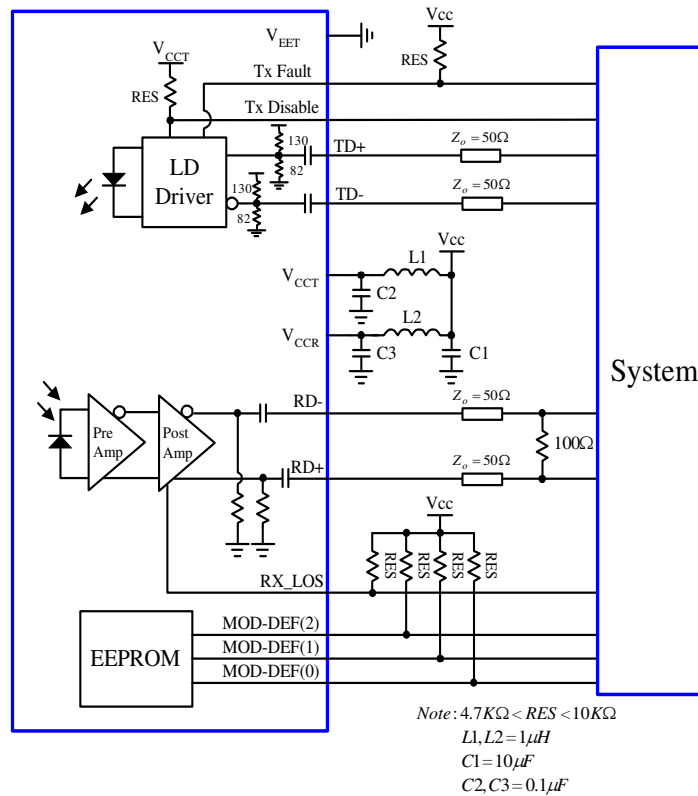 V_EET
Vcc
V_CCT
RES
RES
Tx Fault
Tx Disable
LD
Driver
130
82
TD+
Z_o = 50Ω
130
82
TD-
Z_o = 50Ω
Vcc
L1
V_CCT
C2
L2
V_CCR
C3
C1
System
RD-
Z_o = 50Ω
Pre
Amp
Post
Amp
100Ω
RD+
Z_o = 50Ω
Vcc
RES
RES
RES
RES
RX_LOS
EEPROM
MOD-DEF(2)
MOD-DEF(1)
MOD-DEF(0)
Note: 4.7KΩ < RES < 10KΩ
L1, L2 = 1μH
C1 = 10μF
C2, C3 = 0.1μF